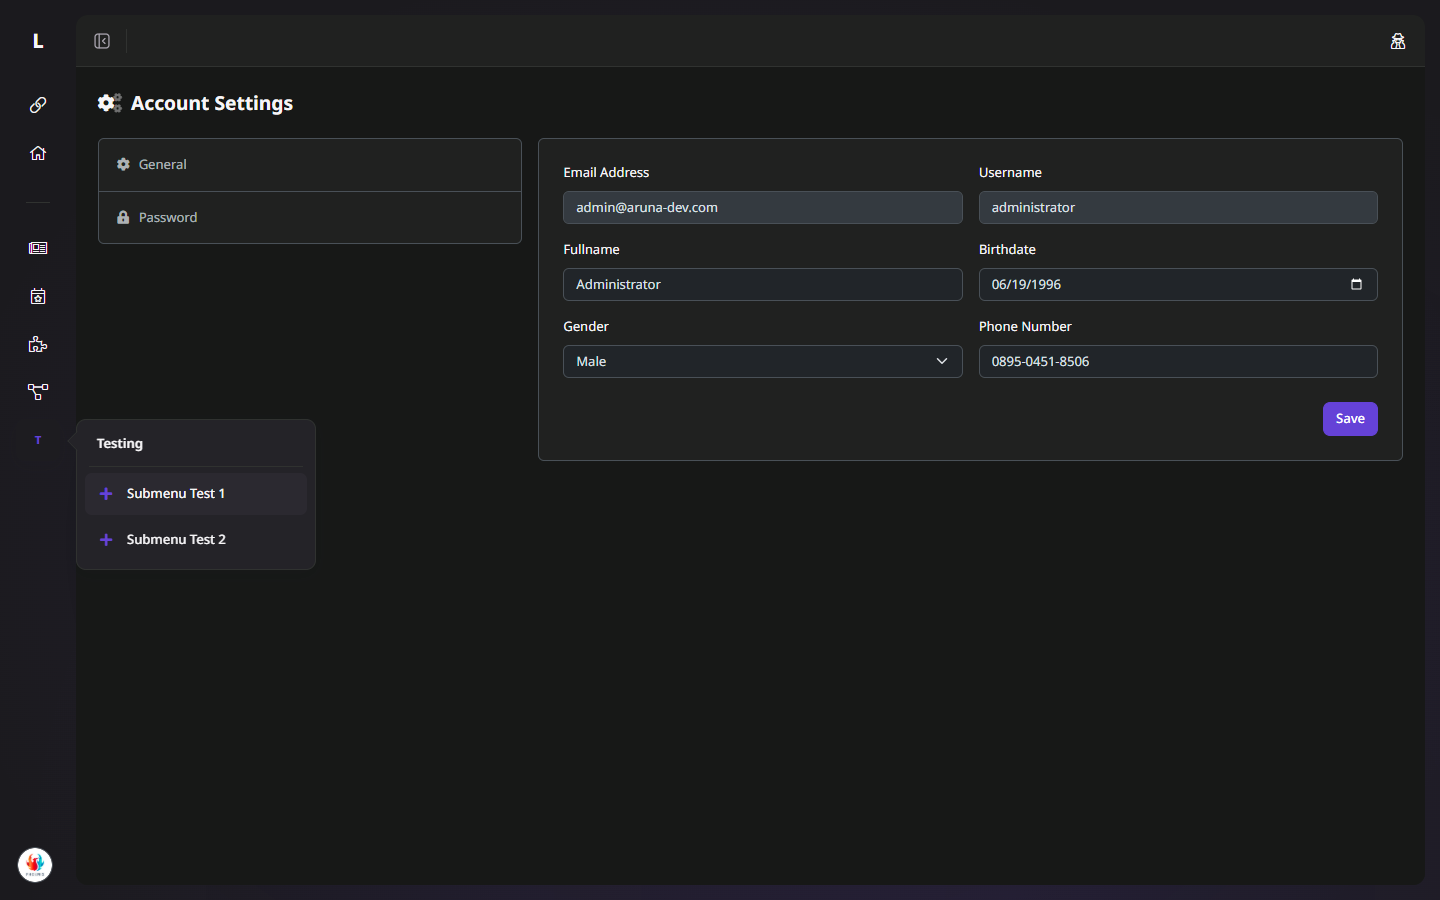 L
Account Settings
General
Password
Email Address
admin@aruna-dev.com
Username
administrator
Fullname
Administrator
Birthdate
06/19/1996
Gender
Male
Phone Number
0895-0451-8506
Save
T
Testing
Submenu Test 1
Submenu Test 2